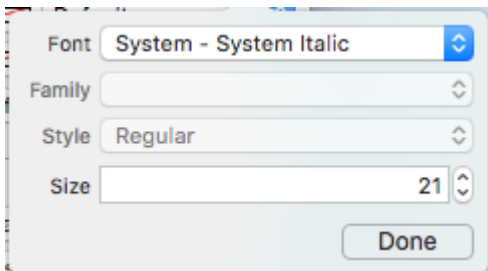 Font System - System Italic
Family
Style Regular
Size 21
Done